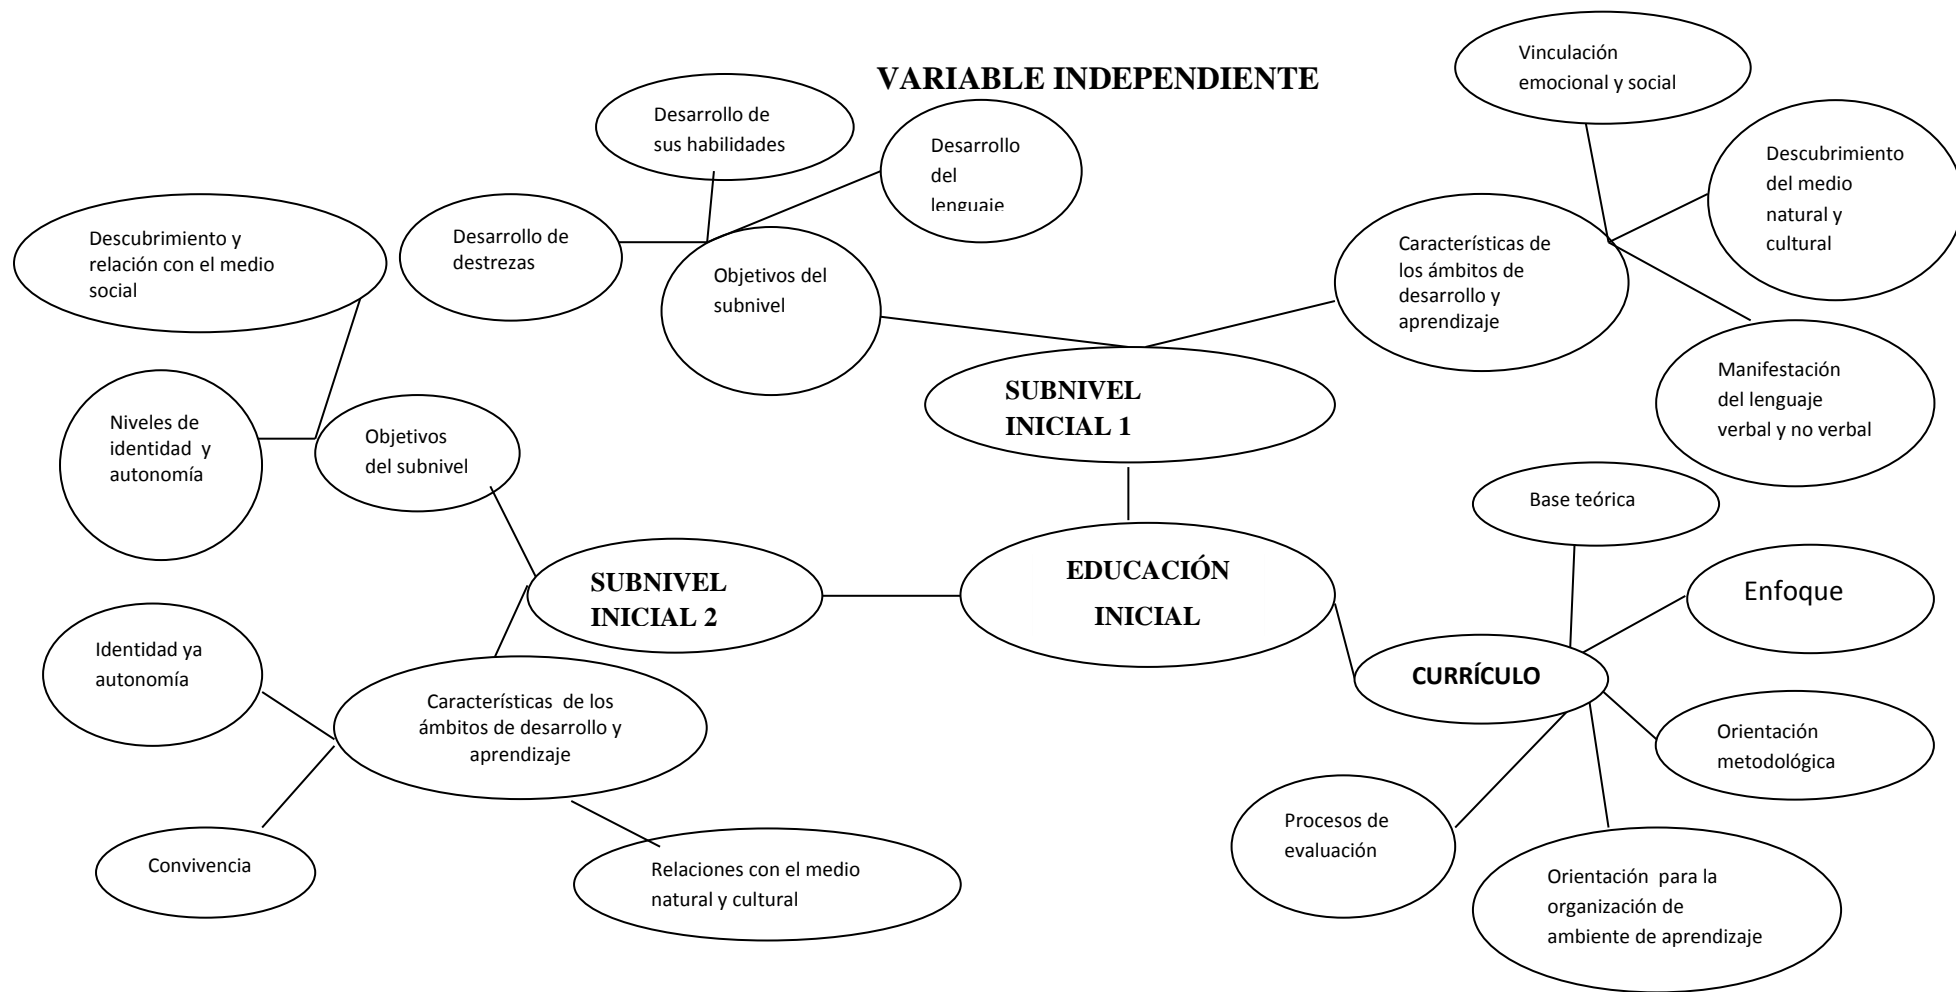 VARIABLE INDEPENDIENTE
Vinculación
emocional y social
Desarrollo de
sus habilidades
Desarrollo
del
lenguaje
Descubrimiento
del medio
natural y
cultural
Descubrimiento y
relación con el medio
social
Desarrollo de
destrezas
Objetivos del
subnivel
Características de
los ámbitos de
desarrollo y
aprendizaje
SUBNIVEL
INICIAL 1
Manifestación
del lenguaje
verbal y no verbal
Niveles de
identidad y
autonomía
Objetivos
del subnivel
Base teórica
SUBNIVEL
INICIAL 2
EDUCACIÓN
INICIAL
Enfoque
Identidad ya
autonomía
Características de los
ámbitos de desarrollo y
aprendizaje
CURRÍCULO
Orientación
metodológica
Procesos de
evaluación
Convivencia
Relaciones con el medio
natural y cultural
Orientación para la
organización de
ambiente de aprendizaje